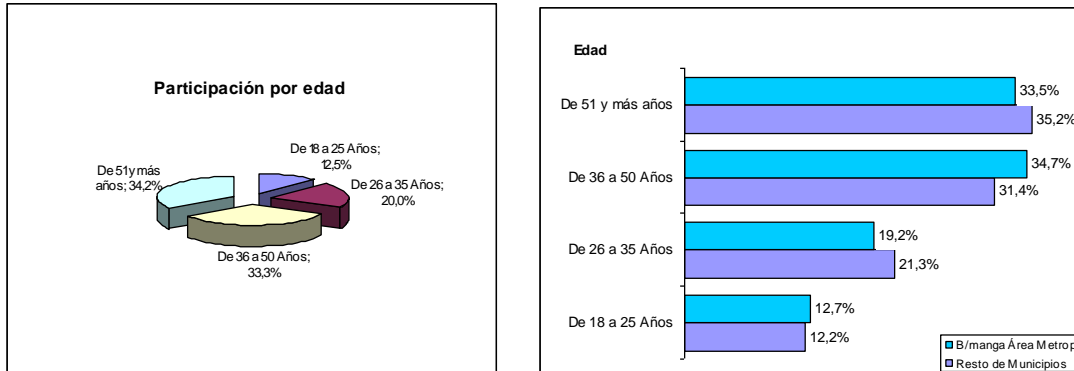 Participación por edad
De 18 a 25 Años;
12,5%
De 26 a 35 Años;
20,0%
De 36 a 50 Años;
33,3%
De 51 y más
años; 34,2%
Edad
De 51 y más años
33,5%
35,2%
De 36 a 50 Años
34,7%
31,4%
De 26 a 35 Años
19,2%
21,3%
De 18 a 25 Años
12,7%
12,2%
B/manga Área Metrop
Resto de Municipios